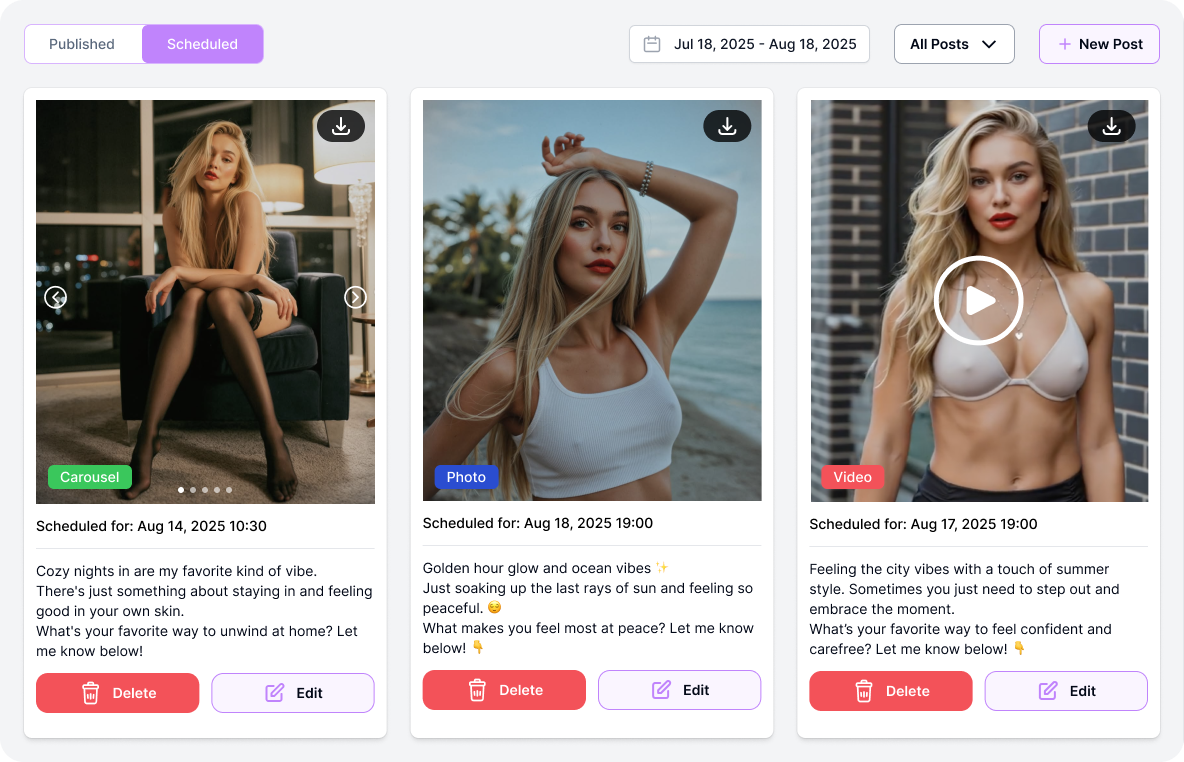 Published
Scheduled
Jul 18, 2025 - Aug 18, 2025
All Posts
New Post
Carousel
Scheduled for: Aug 14, 2025 10:30
Cozy nights in are my favorite kind of vibe.
There's just something about staying in and feeling
good in your own skin.
What's your favorite way to unwind at home? Let
me know below!
Delete
Edit
Photo
Scheduled for: Aug 18, 2025 19:00
Golden hour glow and ocean vibes ✨
Just soaking up the last rays of sun and feeling so
peaceful. 😌
What makes you feel most at peace? Let me know
below! 👇
Delete
Edit
Video
Scheduled for: Aug 17, 2025 19:00
Feeling the city vibes with a touch of summer
style. Sometimes you just need to step out and
embrace the moment.
What’s your favorite way to feel confident and
carefree? Let me know below! 👇
Delete
Edit